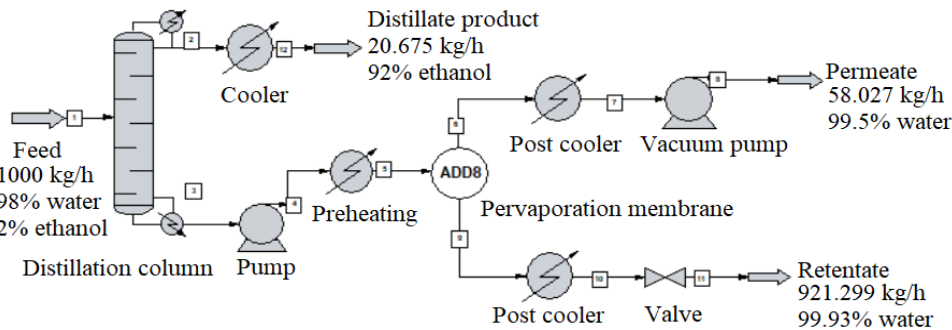 Distillate product
20.675 kg/h
92% ethanol
2
12
Cooler
1
Feed
1000 kg/h
98% water
2% ethanol
3
Distillation column
4
Pump
5
Preheating
6
ADD8
Pervaporation membrane
7
Post cooler
8
Vacuum pump
Permeate
58.027 kg/h
99.5% water
9
10
Post cooler
11
Valve
Retentate
921.299 kg/h
99.93% water